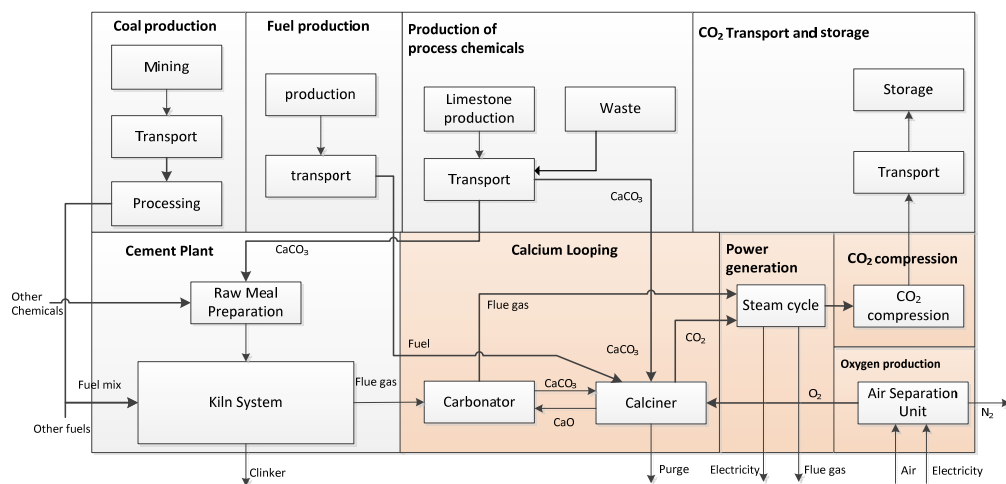 Coal production
Fuel production
Production of
process chemicals
CO₂ Transport and storage
Mining
Transport
Processing
production
transport
Limestone
production
Waste
Transport
CaCO₃
Storage
Transport
Cement Plant
CaCO₃
Other
Chemicals
Raw Meal
Preparation
Fuel mix
Other fuels
Kiln System
Flue gas
Clinker
Calcium Looping
Flue gas
Fuel
CaCO₃
CO₂
Carbonator
CaCO₃
CaO
Calciner
Purge
Power
generation
Steam cycle
Electricity
Flue gas
CO₂ compression
CO₂
compression
Oxygen production
O₂
Air Separation
Unit
N₂
Air
Electricity